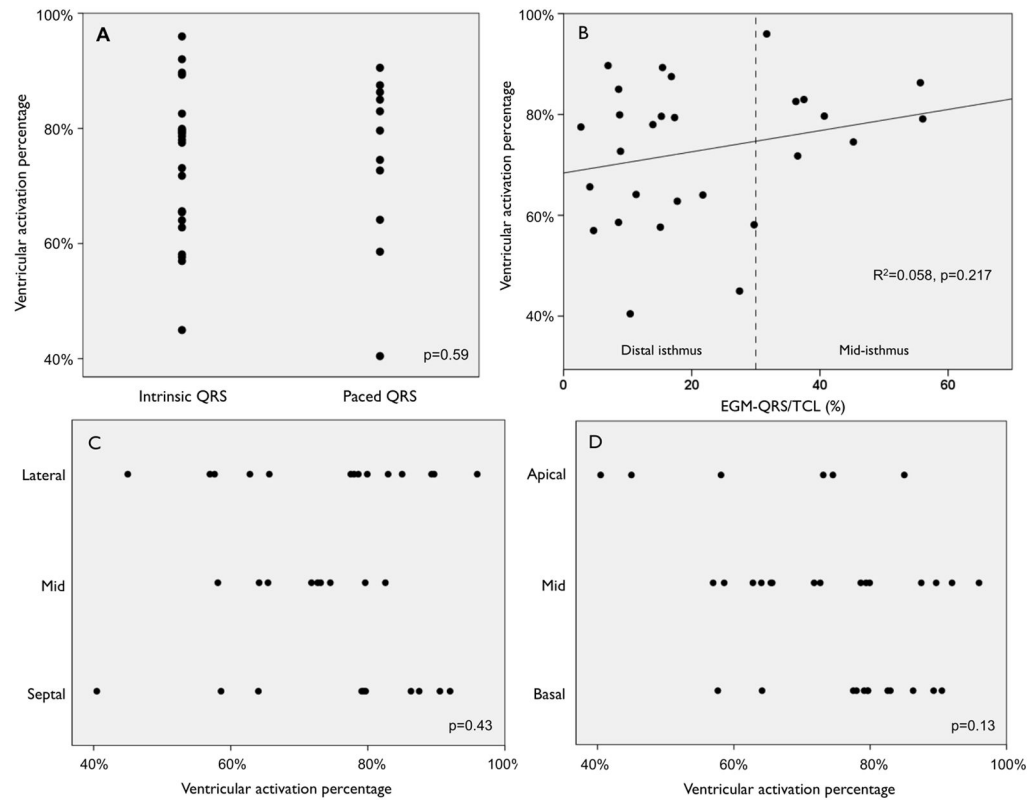 A
100%
80%
60%
40%
Ventricular activation percentage
Intrinsic QRS
Paced QRS
p=0.59
B
100%
80%
60%
40%
Ventricular activation percentage
R²=0.058, p=0.217
Distal isthmus
Mid-isthmus
0
20
40
60
EGM-QRS/TCL (%)
C
Lateral
Mid
Septal
p=0.43
40%
60%
80%
100%
Ventricular activation percentage
D
Apical
Mid
Basal
p=0.13
40%
60%
80%
100%
Ventricular activation percentage